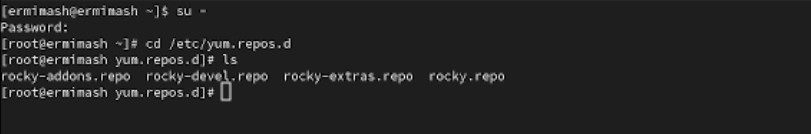 [ermimash@ermimash ~]$ su -
Password:
[root@ermimash ~]# cd /etc/yum.repos.d
[root@ermimash yum.repos.d]# ls
rocky-addons.repo  rocky-devel.repo  rocky-extras.repo  rocky.repo
[root@ermimash yum.repos.d]#